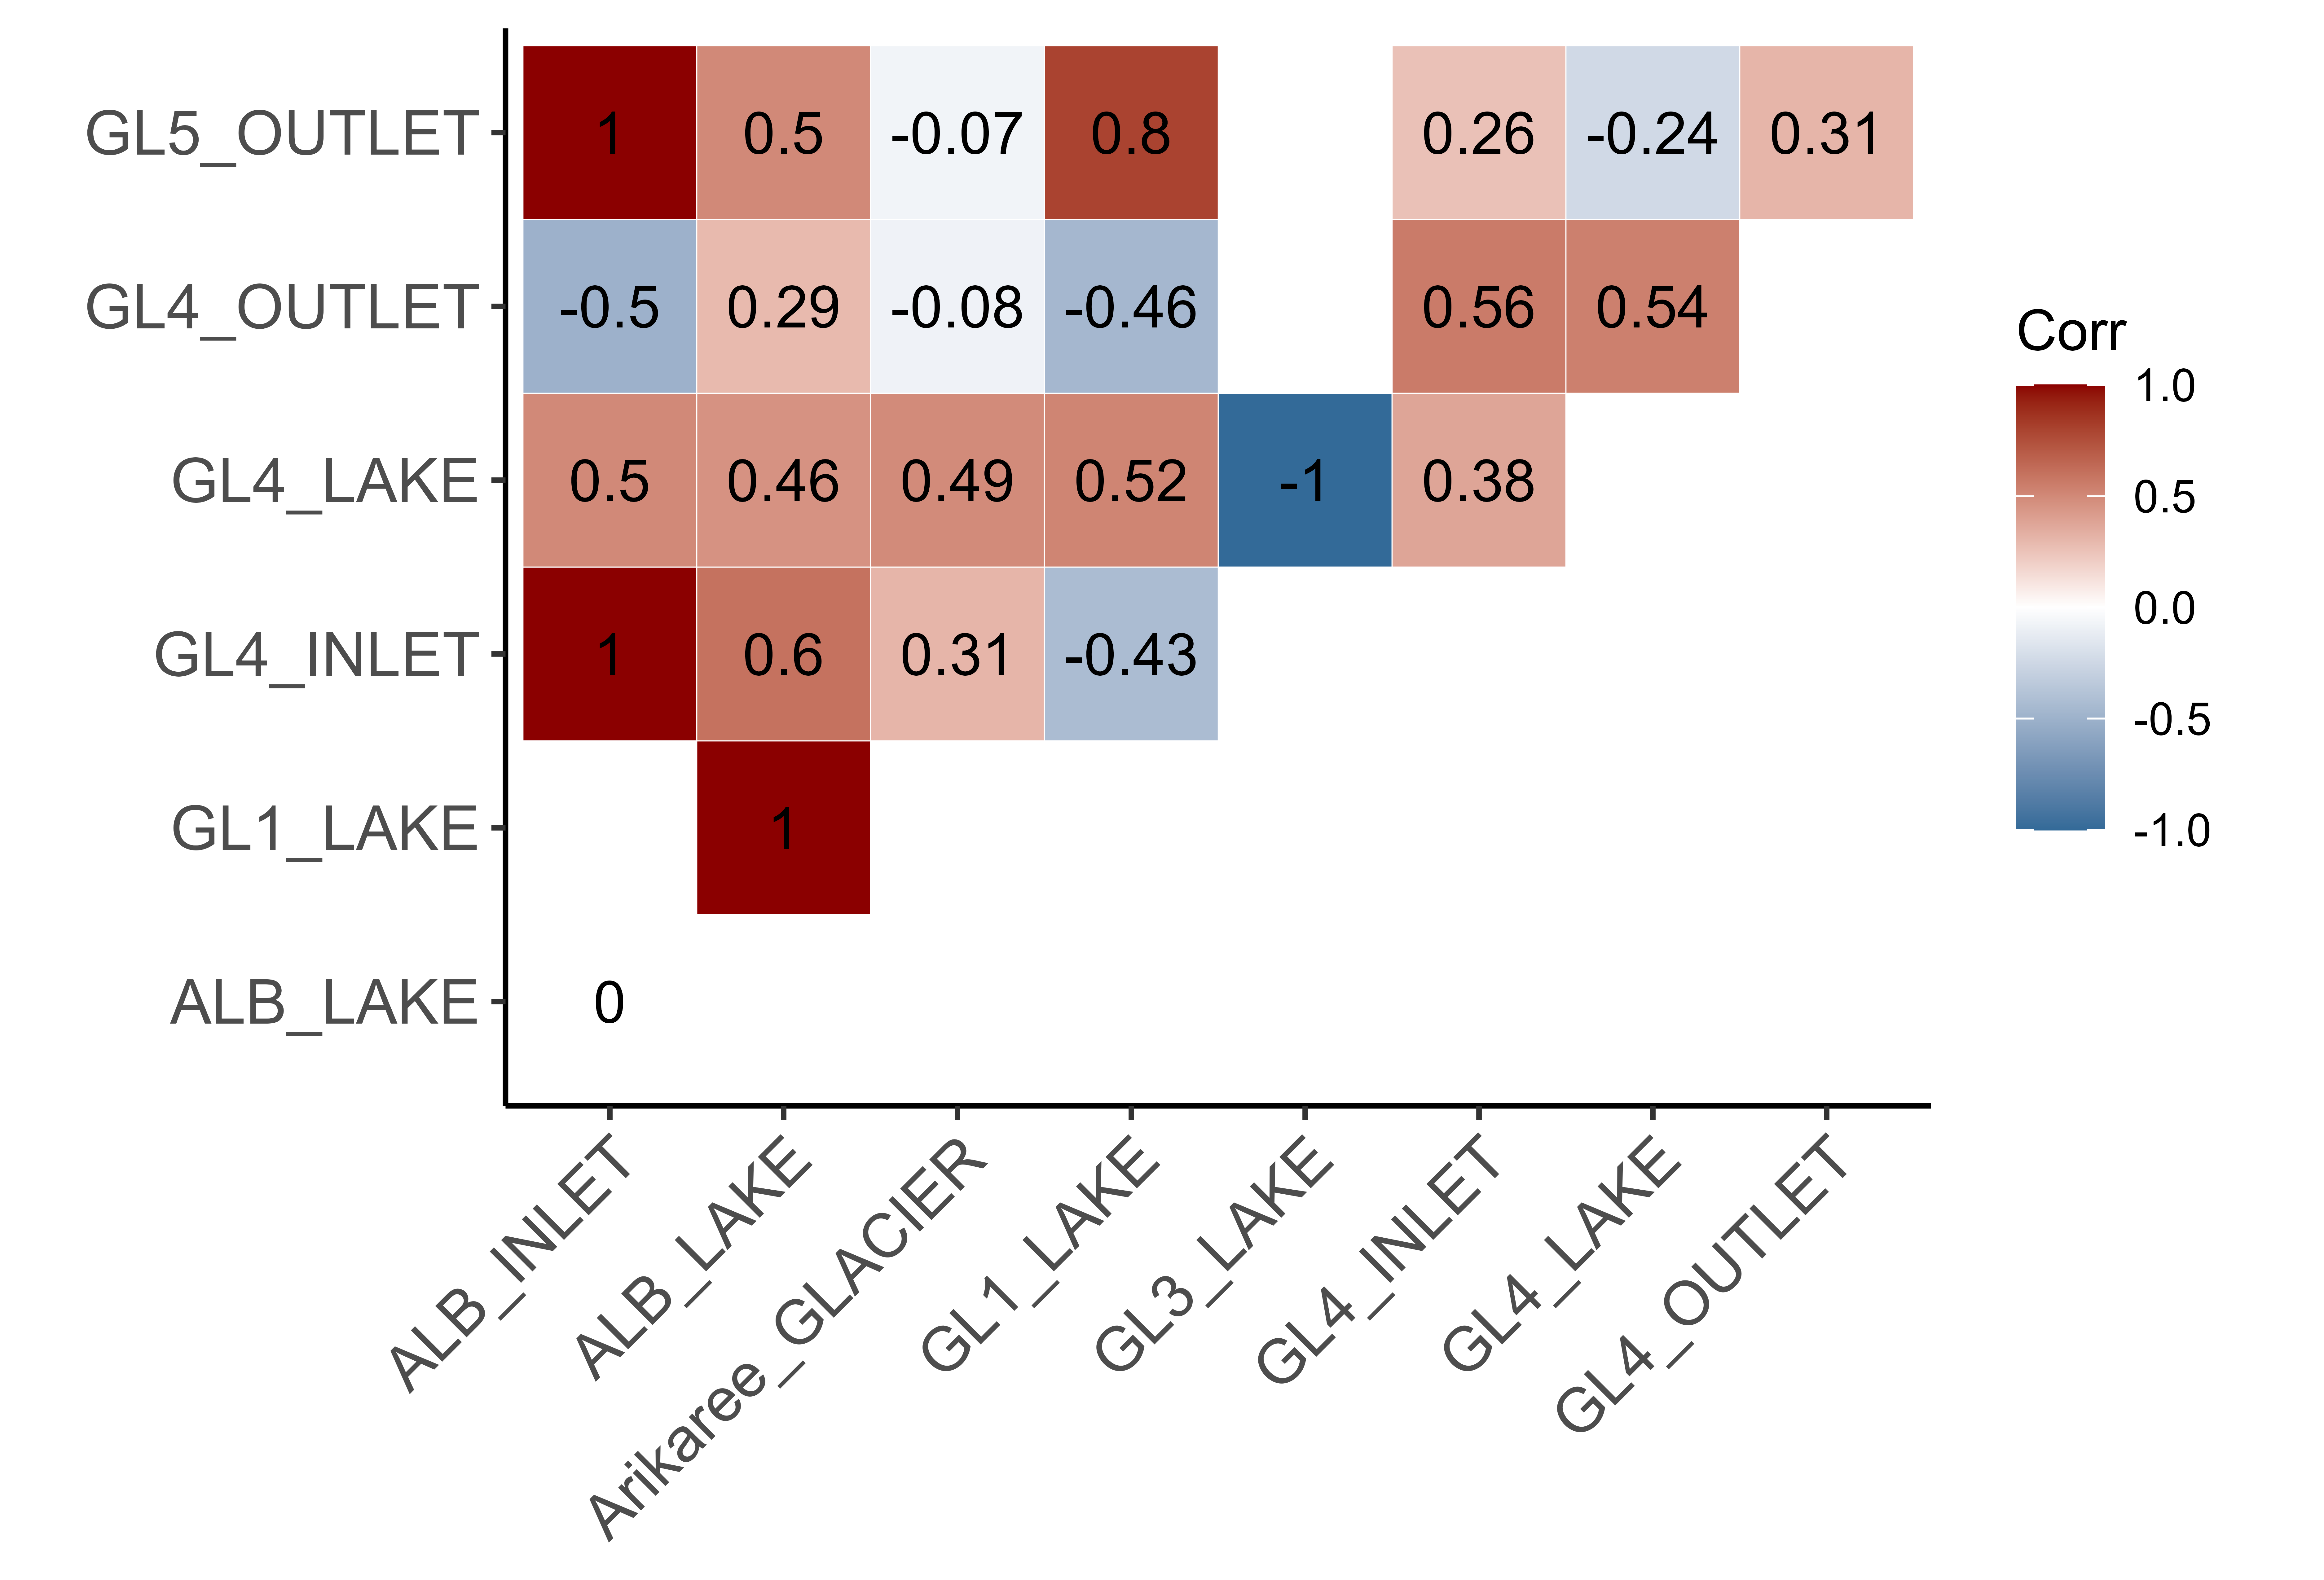 GL5_OUTLET 1 0.5 -0.07 0.8 0.26 -0.24 0.31
GL4_OUTLET -0.5 0.29 -0.08 -0.46 0.56 0.54
GL4_LAKE 0.5 0.46 0.49 0.52 -1 0.38
GL4_INLET 1 0.6 0.31 -0.43
GL1_LAKE 1
ALB_LAKE 0
ALB_INLET
ALB_LAKE
Arikaree_GLACIER
GL1_LAKE
GL3_LAKE
GL4_INLET
GL4_LAKE
GL4_OUTLET
Corr
1.0
0.5
0.0
-0.5
-1.0